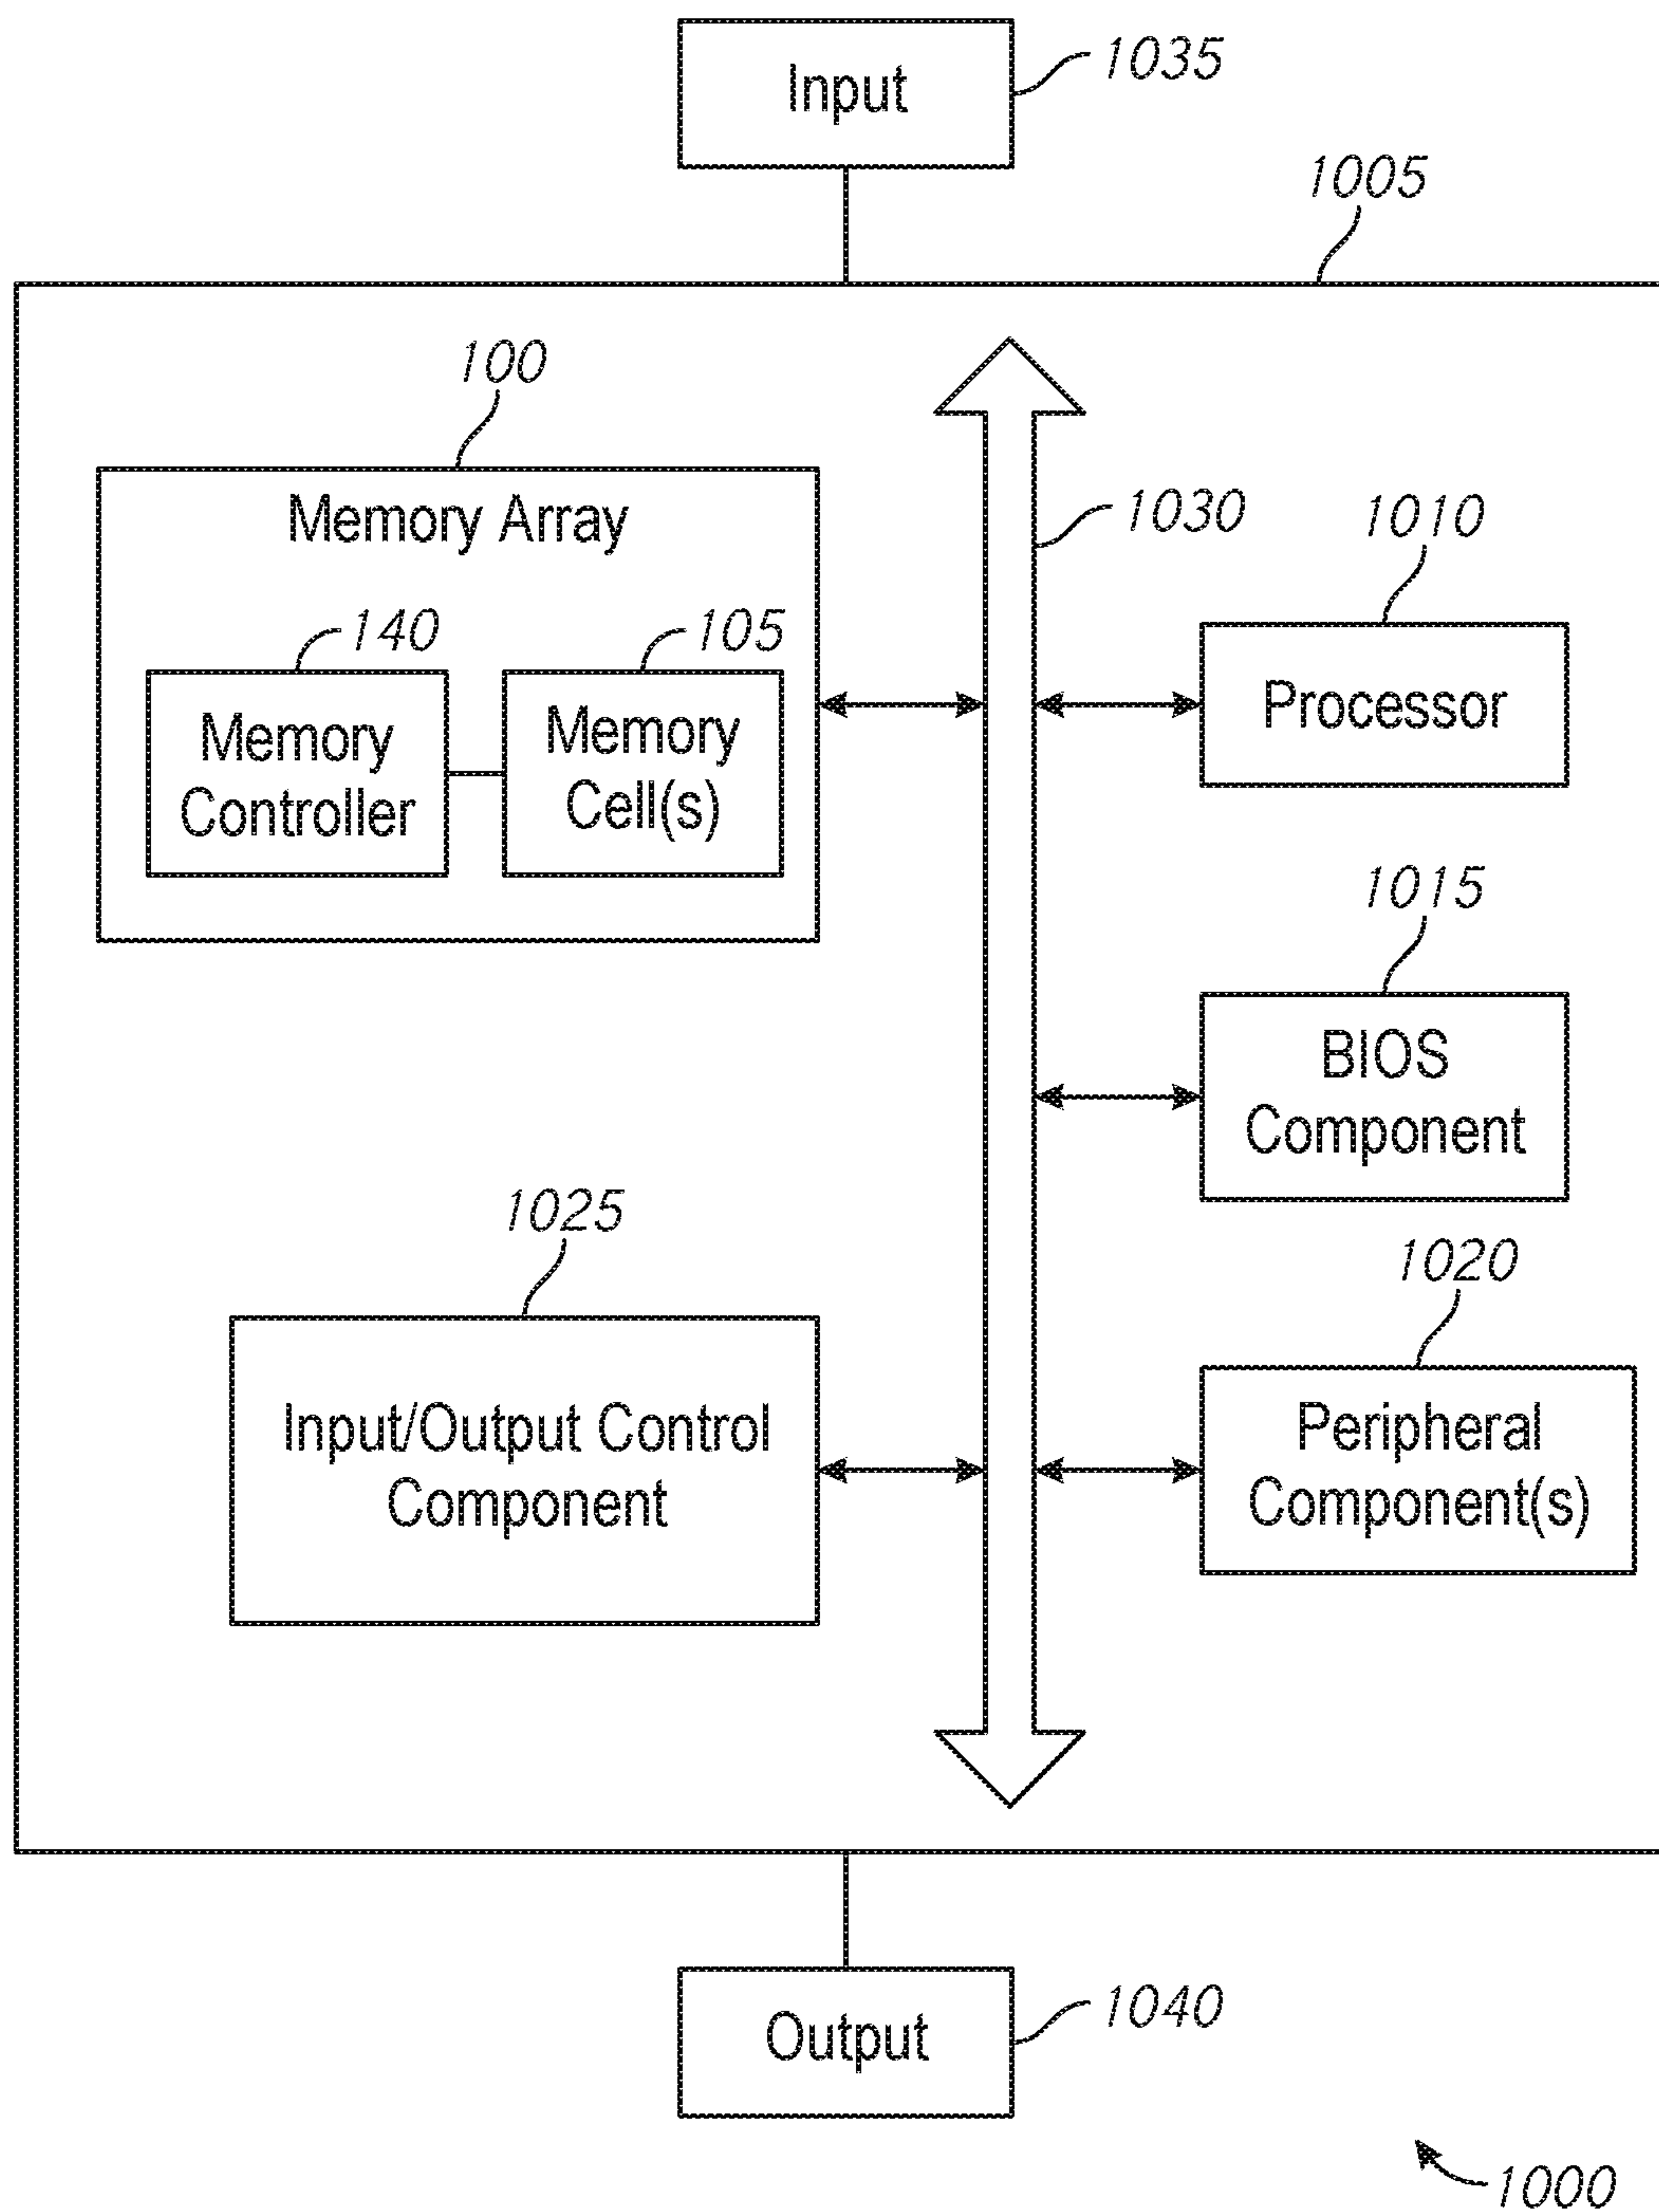 Input
1035
1005
100
Memory Array
1030
1010
140
105
Memory
Controller
Memory
Cell(s)
Processor
1015
BIOS
Component
1025
1020
Input/Output Control
Component
Peripheral
Component(s)
Output
1040
1000